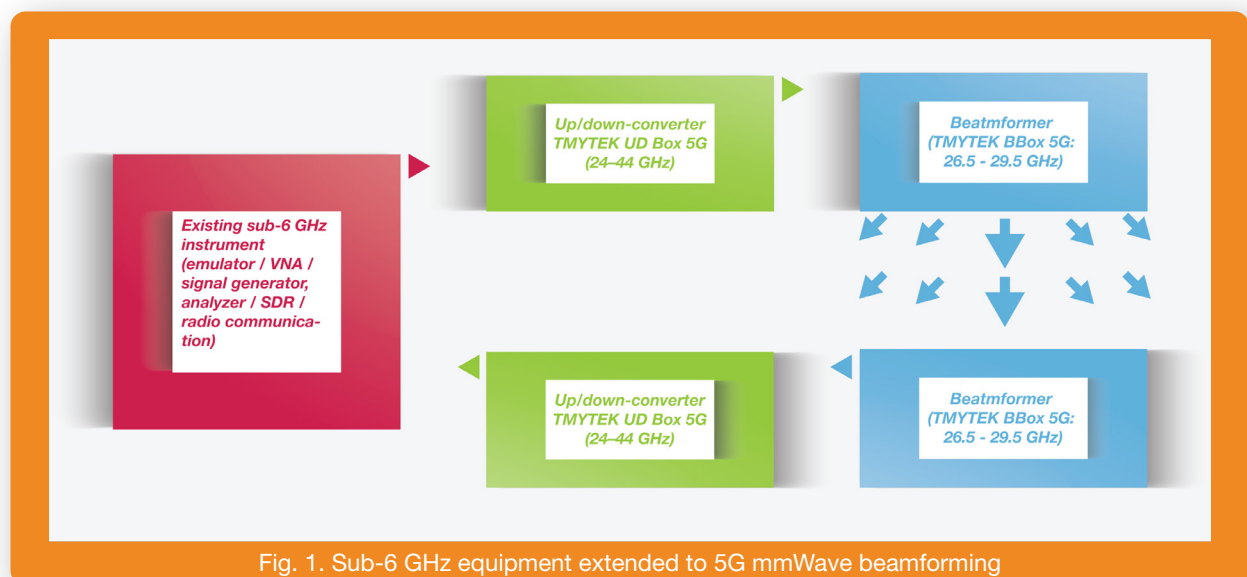 Existing sub-6 GHz
instrument
(emulator / VNA /
signal generator,
analyzer / SDR /
radio communica-
tion)
Up/down-converter
TMYTEK UD Box 5G
(24–44 GHz)
Beatmformer
(TMYTEK BBox 5G:
26.5 - 29.5 GHz)
Up/down-converter
TMYTEK UD Box 5G
(24–44 GHz)
Beatmformer
(TMYTEK BBox 5G:
26.5 - 29.5 GHz)
Fig. 1. Sub-6 GHz equipment extended to 5G mmWave beamforming